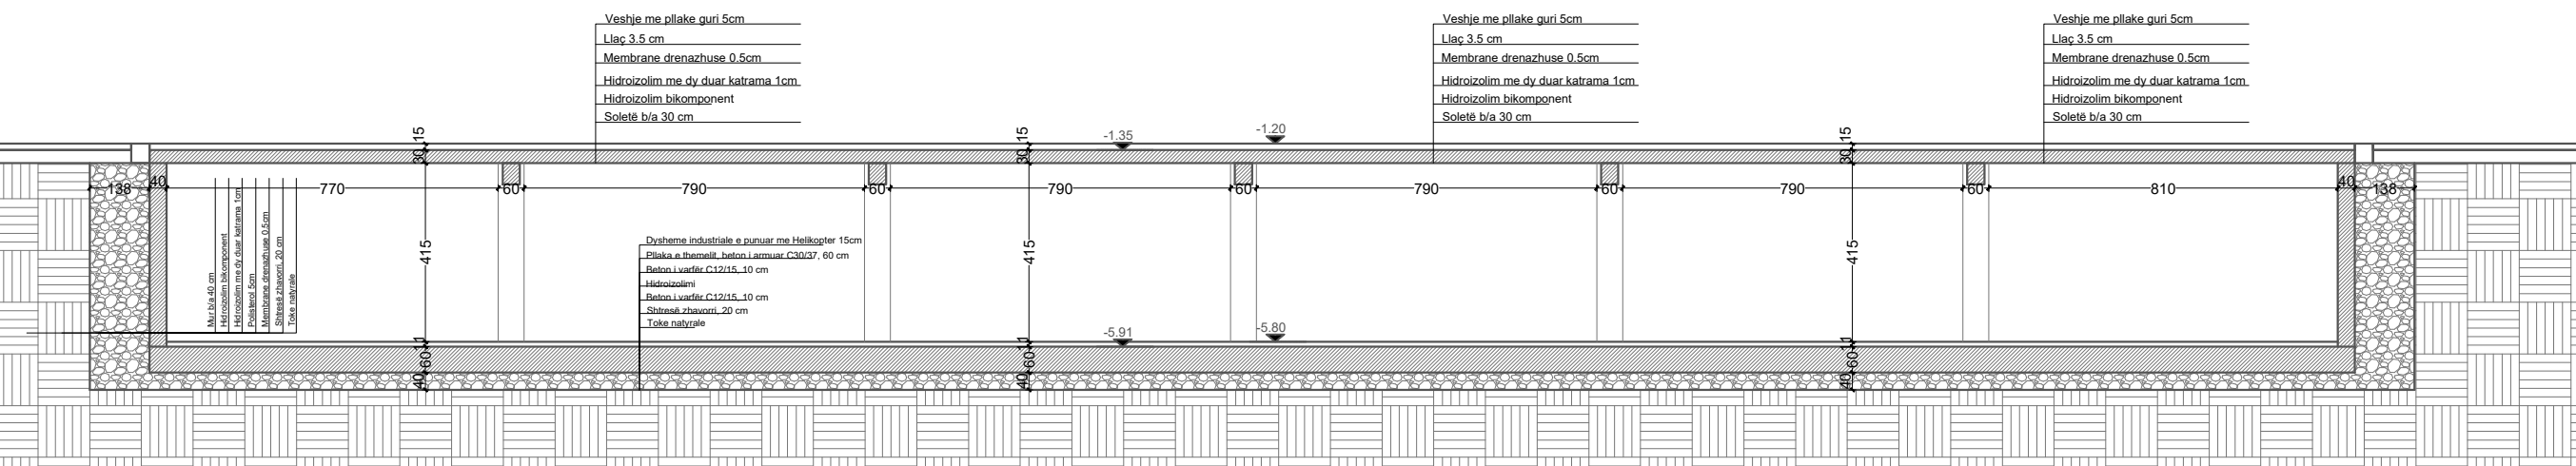 Veshje me pllake guri 5cm
Llaç 3.5 cm
Membrane drenazhuse 0.5cm
Hidroizolim me dy duar katrama 1cm
Hidroizolim bikomponent
Soletë b/a 30 cm
Veshje me pllake guri 5cm
Llaç 3.5 cm
Membrane drenazhuse 0.5cm
Hidroizolim me dy duar katrama 1cm
Hidroizolim bikomponent
Soletë b/a 30 cm
Veshje me pllake guri 5cm
Llaç 3.5 cm
Membrane drenazhuse 0.5cm
Hidroizolim me dy duar katrama 1cm
Hidroizolim bikomponent
Soletë b/a 30 cm
-1.35
-1.20
15
30
15
30
15
30
138
40
770
60
790
60
790
60
790
60
790
60
810
40
138
Mur b/a 40 cm
Hidroizolim bikomponent
Hidroizolim me dy duar katrama 1cm
Polisterol 5cm
Membrane drenazhuse 0.5cm
Shtresë zhavorri, 20 cm
Toke natyrale
415
415
415
Dysheme industriale e punuar me Helikopter 15cm
Pllaka e themelit, beton i armuar C30/37, 60 cm
Beton i varfër C12/15, 10 cm
Hidroizolimi
Beton i varfër C12/15, 10 cm
Shtresë zhavorri, 20 cm
Toke natyrale
-5.91
-5.80
11
60
40
11
60
40
11
60
40